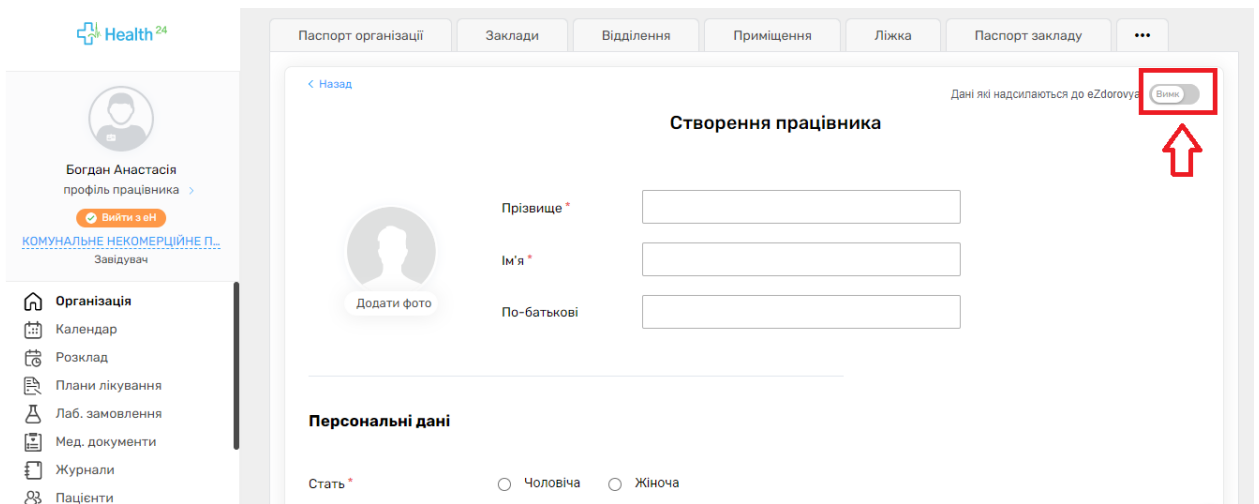 Health 24
Паспорт організації
Заклади
Відділення
Приміщення
Ліжка
Паспорт закладу
Назад
Дані які надсилаються до eZdorovya
Вимк
Створення працівника
Богдан Анастасія
профіль працівника
Вийти з еН
КОМУНАЛЬНЕ НЕКОМЕРЦІЙНЕ П...
Завідувач
Організація
Календар
Розклад
Плани лікування
Лаб. замовлення
Мед. документи
Журнали
Пацієнти
Додати фото
Прізвище *
Ім'я *
По-батькові
Персональні дані
Стать *
Чоловіча
Жіноча